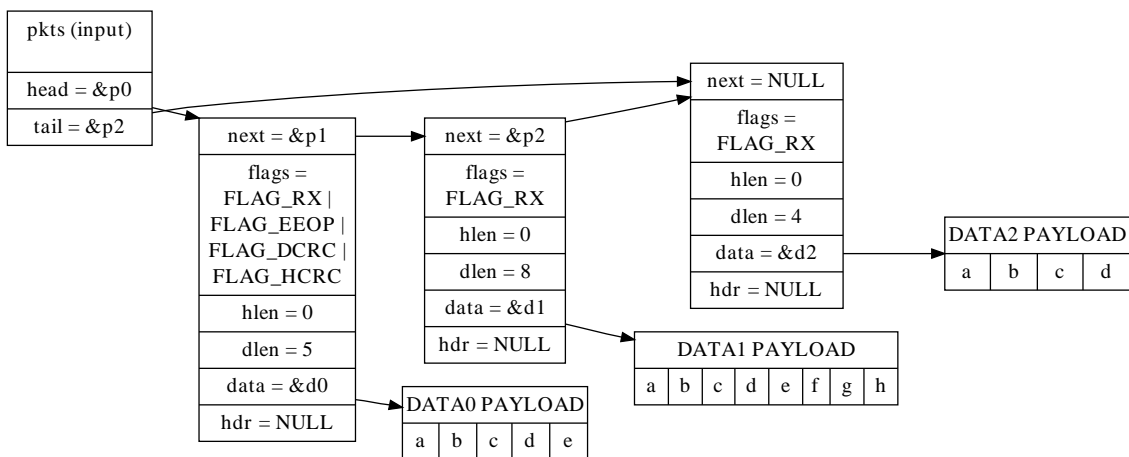 pkts (input)
head = &p0
tail = &p2
next = &p1
flags =
FLAG_RX |
FLAG_EEOP |
FLAG_DCRC |
FLAG_HCRC
hlen = 0
dlen = 5
data = &d0
hdr = NULL
next = &p2
flags =
FLAG_RX
hlen = 0
dlen = 8
data = &d1
hdr = NULL
next = NULL
flags =
FLAG_RX
hlen = 0
dlen = 4
data = &d2
hdr = NULL
DATA0 PAYLOAD
a b c d e
DATA1 PAYLOAD
a b c d e f g h
DATA2 PAYLOAD
a b c d